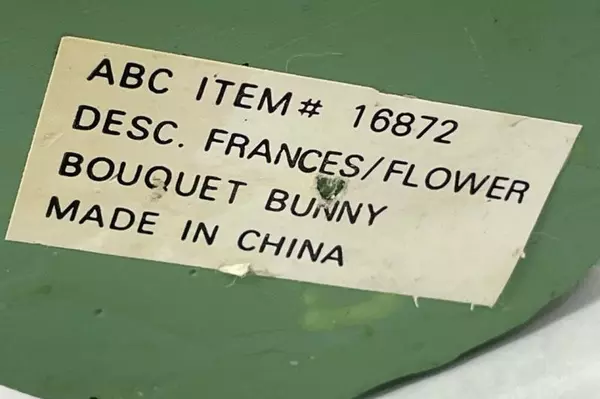 ABC ITEM# 16872
DESC. FRANCES/FLOWER
BOUQUET BUNNY
MADE IN CHINA